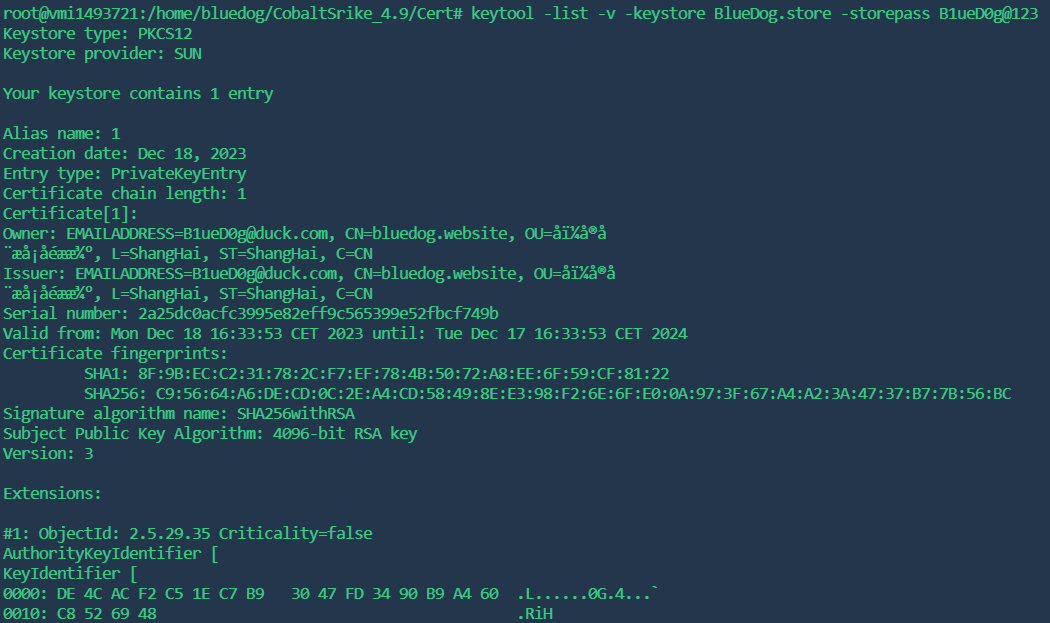 root@vmi1493721:/home/bluedog/CobaltSrike_4.9/Cert# keytool -list -v -keystore BlueDog.store -storepass B1ueD0g@123
Keystore type: PKCS12
Keystore provider: SUN
Your keystore contains 1 entry
Alias name: 1
Creation date: Dec 18, 2023
Entry type: PrivateKeyEntry
Certificate chain length: 1
Certificate[1]:
Owner: EMAILADDRESS=B1ueD0g@duck.com, CN=bluedog.website, OU=åï¼å®å
¨æå¡åéææ¾º, L=ShangHai, ST=ShangHai, C=CN
Issuer: EMAILADDRESS=B1ueD0g@duck.com, CN=bluedog.website, OU=åï¼å®å
¨æå¡åéææ¾º, L=ShangHai, ST=ShangHai, C=CN
Serial number: 2a25dc0acfc3995e82eff9c565399e52fbcf749b
Valid from: Mon Dec 18 16:33:53 CET 2023 until: Tue Dec 17 16:33:53 CET 2024
Certificate fingerprints:
SHA1: 8F:9B:EC:C2:31:78:2C:F7:EF:78:4B:50:72:A8:EE:6F:59:CF:81:22
SHA256: C9:56:64:A6:DE:CD:0C:2E:A4:CD:58:49:8E:E3:98:F2:6E:6F:E0:0A:97:3F:67:A4:A2:3A:47:37:B7:7B:56:BC
Signature algorithm name: SHA256withRSA
Subject Public Key Algorithm: 4096-bit RSA key
Version: 3
Extensions:
#1: ObjectId: 2.5.29.35 Criticality=false
AuthorityKeyIdentifier [
KeyIdentifier [
0000: DE 4C AC F2 C5 1E C7 B9   30 47 FD 34 90 B9 A4 60  .L......0G.4...`
0010: C8 52 69 48                                        .RiH